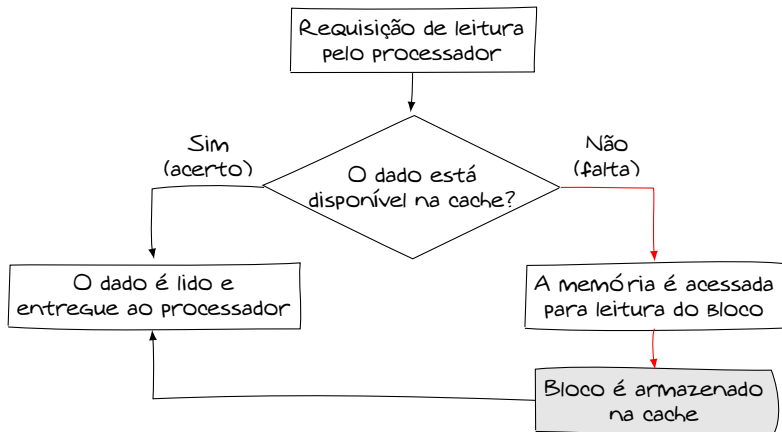 Requisição de leitura
pelo processador
Sim
(acerto)
Não
(falta)
O dado está
disponível na cache?
O dado é lido e
entregue ao processador
A memória é acessada
para leitura do Bloco
Bloco é armazenado
na cache